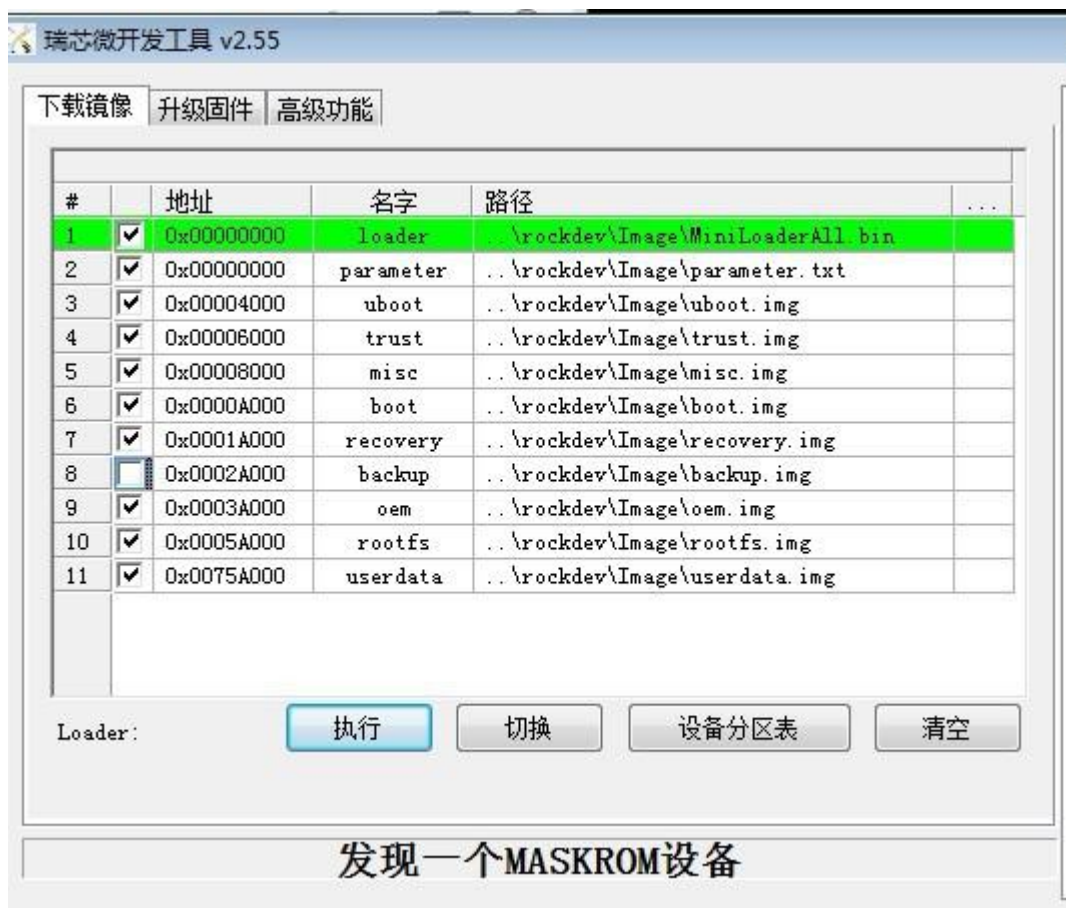 瑞芯微开发工具 v2.55
下载镜像 升级固件 高级功能
# 地址 名字 路径 ...
1 0x00000000 loader ..\rockdev\Image\MiniLoaderAll.bin
2 0x00000000 parameter ..\rockdev\Image\parameter.txt
3 0x00004000 uboot ..\rockdev\Image\uboot.img
4 0x00006000 trust ..\rockdev\Image\trust.img
5 0x00008000 misc ..\rockdev\Image\misc.img
6 0x0000A000 boot ..\rockdev\Image\boot.img
7 0x0001A000 recovery ..\rockdev\Image\recovery.img
8 0x0002A000 backup ..\rockdev\Image\backup.img
9 0x0003A000 oem ..\rockdev\Image\oem.img
10 0x0005A000 rootfs ..\rockdev\Image\rootfs.img
11 0x0075A000 userdata ..\rockdev\Image\userdata.img
Loader: 执行 切换 设备分区表 清空
发现一个MASKROM设备